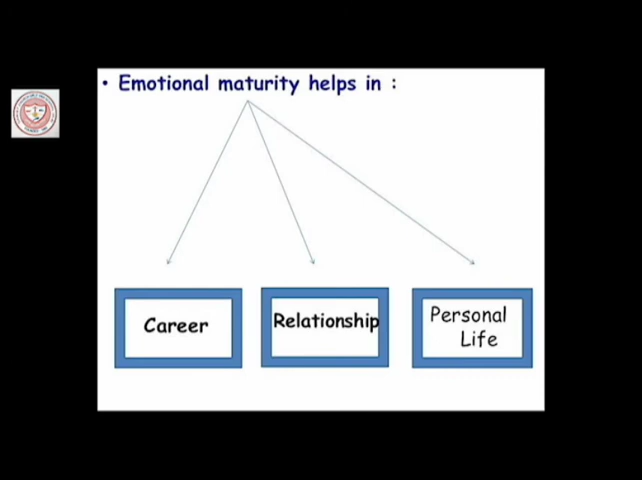 • Emotional maturity helps in :
Career
Relationship
Personal
Life